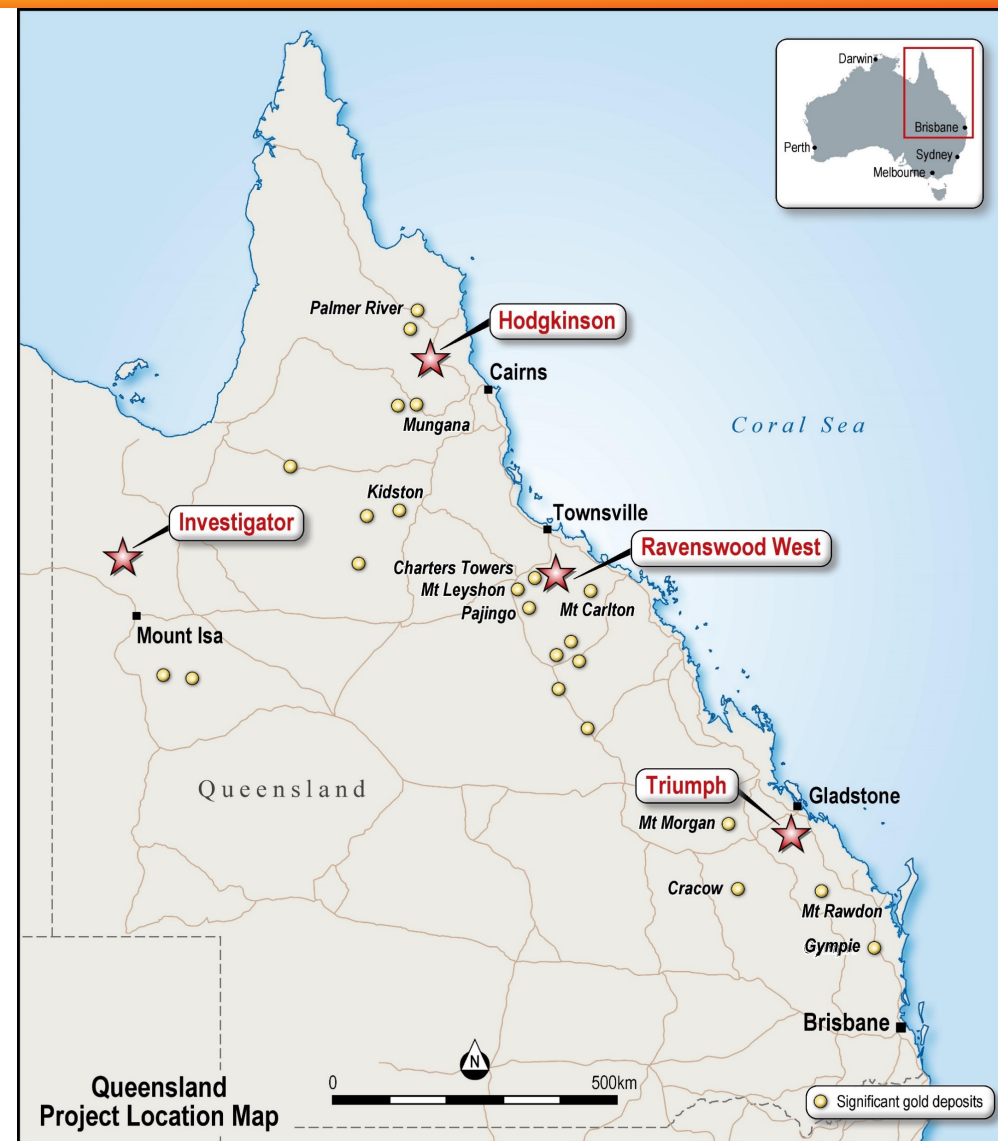 Darwin
Brisbane
Perth
Sydney
Melbourne
Palmer River
Hodgkinson
Cairns
Mungana
Coral Sea
Kidston
Investigator
Townsville
Ravenswood West
Charters Towers
Mt Leyshon
Mt Carlton
Pajingo
Mount Isa
Queensland
Triumph
Gladstone
Mt Morgan
Cracow
Mt Rawdon
Gympie
Brisbane
N
Queensland
Project Location Map
0
500km
Significant gold deposits